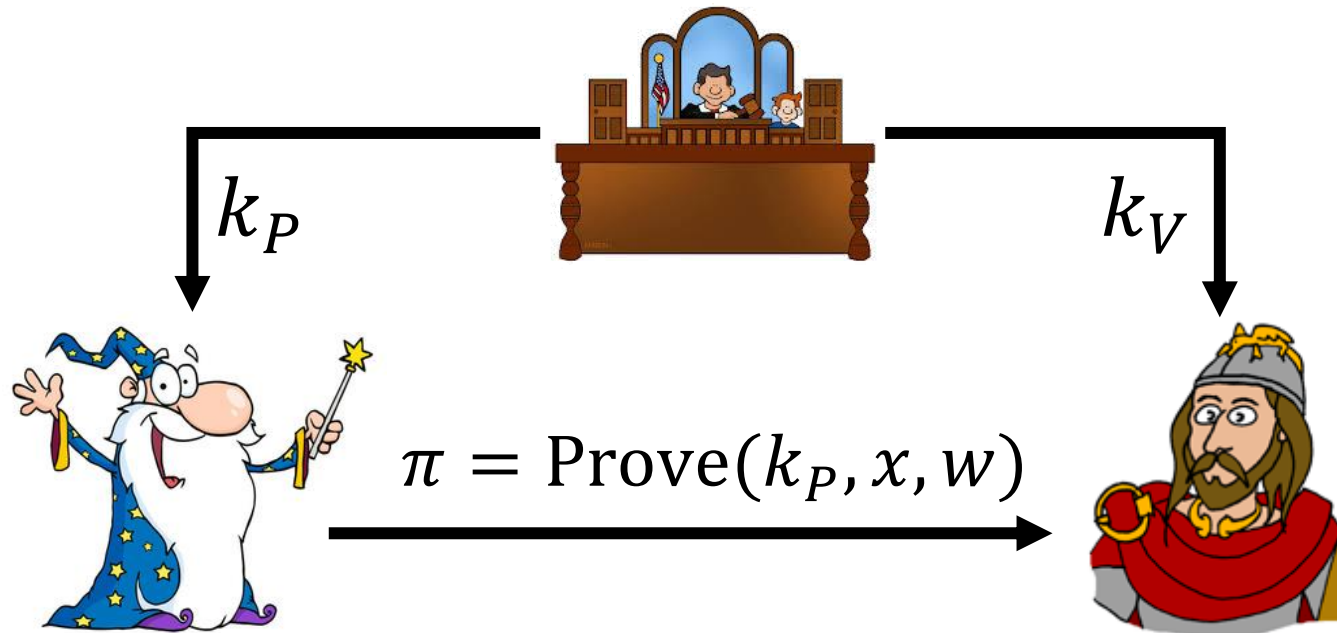 k_P
k_V
π = Prove(k_P, x, w)